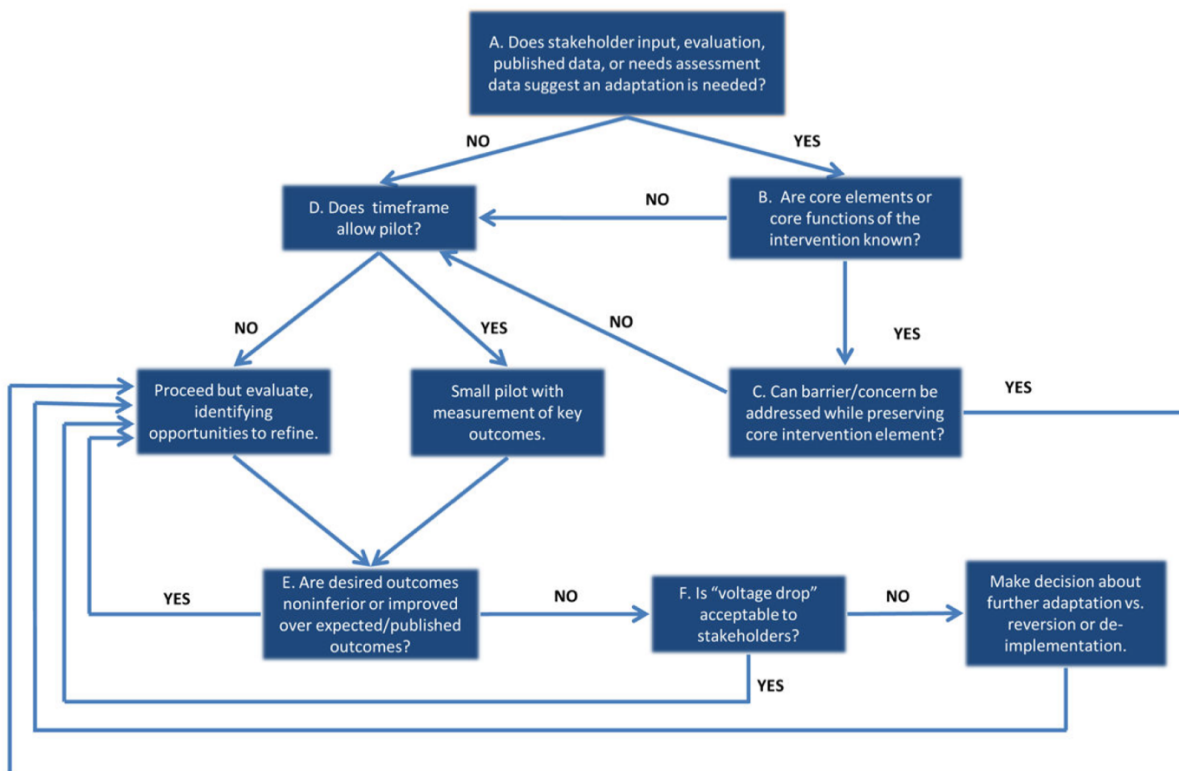 A. Does stakeholder input, evaluation,
published data, or needs assessment
data suggest an adaptation is needed?
NO
YES
D. Does timeframe
allow pilot?
NO
B. Are core elements or
core functions of the
intervention known?
NO
YES
NO
YES
Proceed but evaluate,
identifying
opportunities to refine.
Small pilot with
measurement of key
outcomes.
C. Can barrier/concern be
addressed while preserving
core intervention element?
YES
YES
E. Are desired outcomes
noninferior or improved
over expected/published
outcomes?
NO
F. Is “voltage drop”
acceptable to
stakeholders?
NO
Make decision about
further adaptation vs.
reversion or de-
implementation.
YES